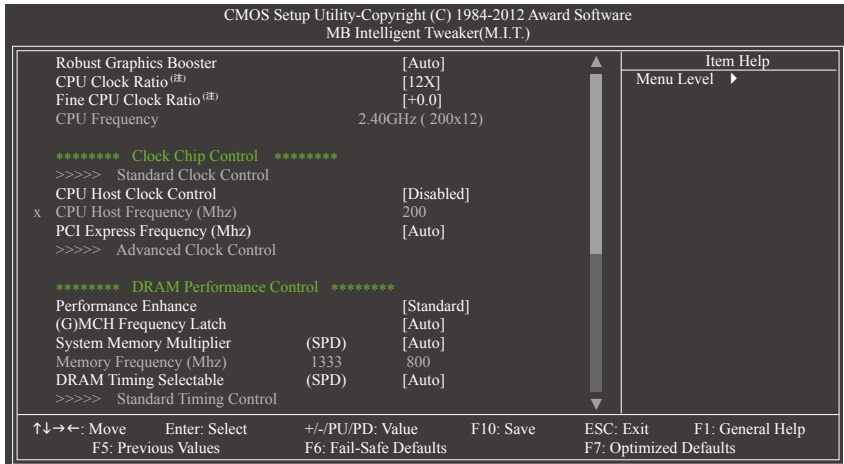 CMOS Setup Utility-Copyright (C) 1984-2012 Award Software
MB Intelligent Tweaker(M.I.T.)
Robust Graphics Booster [Auto]
CPU Clock Ratio (注) [12X]
Fine CPU Clock Ratio (注) [+0.0]
CPU Frequency 2.40GHz ( 200x12)
******** Clock Chip Control ********
>>>>> Standard Clock Control
CPU Host Clock Control [Disabled]
x CPU Host Frequency (Mhz) 200
PCI Express Frequency (Mhz) [Auto]
>>>>> Advanced Clock Control
******** DRAM Performance Control ********
Performance Enhance [Standard]
(G)MCH Frequency Latch [Auto]
System Memory Multiplier (SPD) [Auto]
Memory Frequency (Mhz) 1333 800
DRAM Timing Selectable (SPD) [Auto]
>>>>> Standard Timing Control
Item Help
Menu Level ▶
↑↓→←: Move Enter: Select +/-/PU/PD: Value F10: Save ESC: Exit F1: General Help
F5: Previous Values F6: Fail-Safe Defaults F7: Optimized Defaults